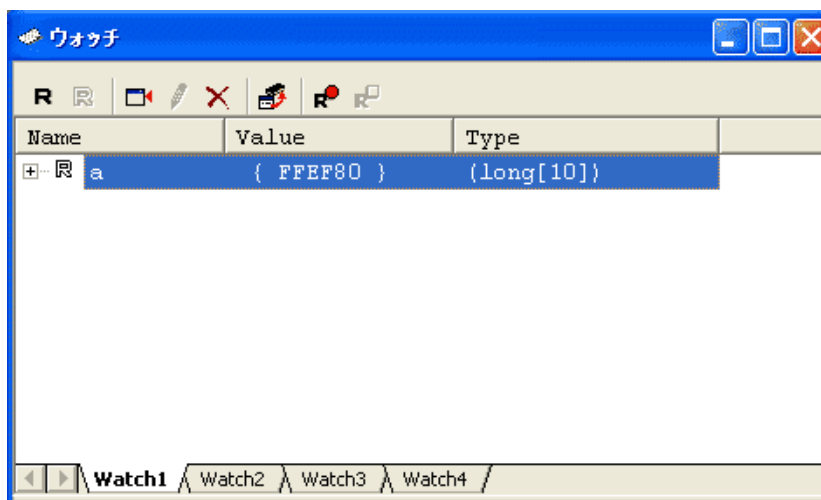 ウォッチ
R R R R
Name Value Type
R a { FFEF80 } (long[10])
Watch1 Watch2 Watch3 Watch4